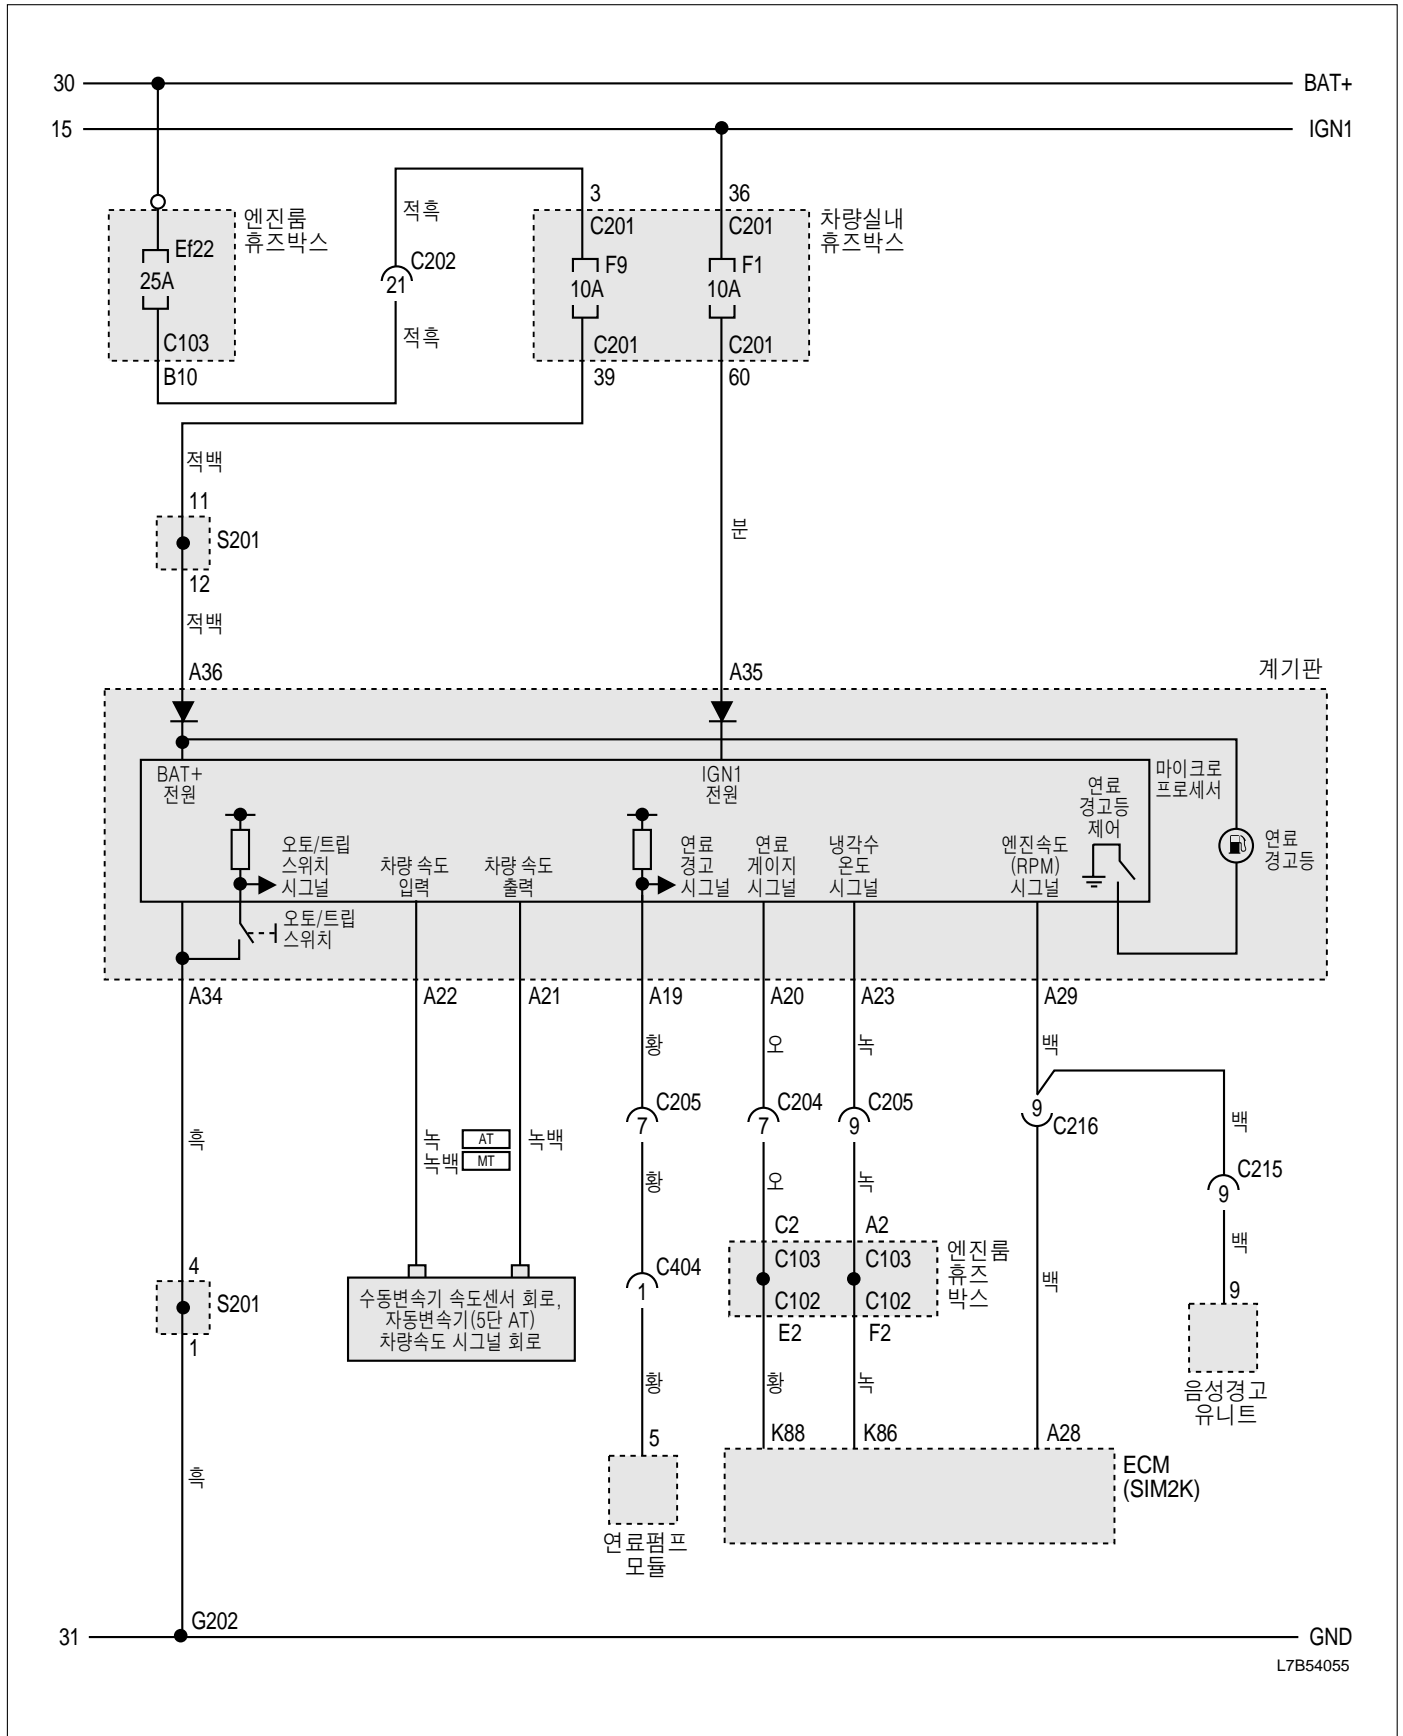 30
BAT+
15
IGN1
3
36
적흑
엔진룸
휴즈박스
C201
C201
차량실내
휴즈박스
Ef22
25A
C202
21
F9
10A
F1
10A
적흑
C103
B10
C201
39
C201
60
적백
11
S201
12
분
적백
A36
A35
계기판
BAT+
전원
IGN1
전원
마이크로
프로세서
연료
경고등
제어
오토/트립
스위치
시그널
차량 속도
입력
차량 속도
출력
연료
경고
시그널
연료
게이지
시그널
냉각수
온도
시그널
엔진속도
(RPM)
시그널
연료
경고등
오토/트립
스위치
A34
A22
A21
A19
A20
A23
A29
황
오
녹
백
C205
7
C204
7
C205
9
9
C216
흑
녹
AT
녹백
녹백
MT
백
황
오
녹
C215
9
C2
A2
백
4
S201
1
C404
1
C103
C103
엔진룸
휴즈
박스
C102
C102
E2
F2
백
9
수동변속기 속도센서 회로,
자동변속기(5단 AT)
차량속도 시그널 회로
황
황
녹
음성경고
유니트
5
K88
K86
A28
흑
ECM
(SIM2K)
연료펌프
모듈
G202
31
GND
L7B54055